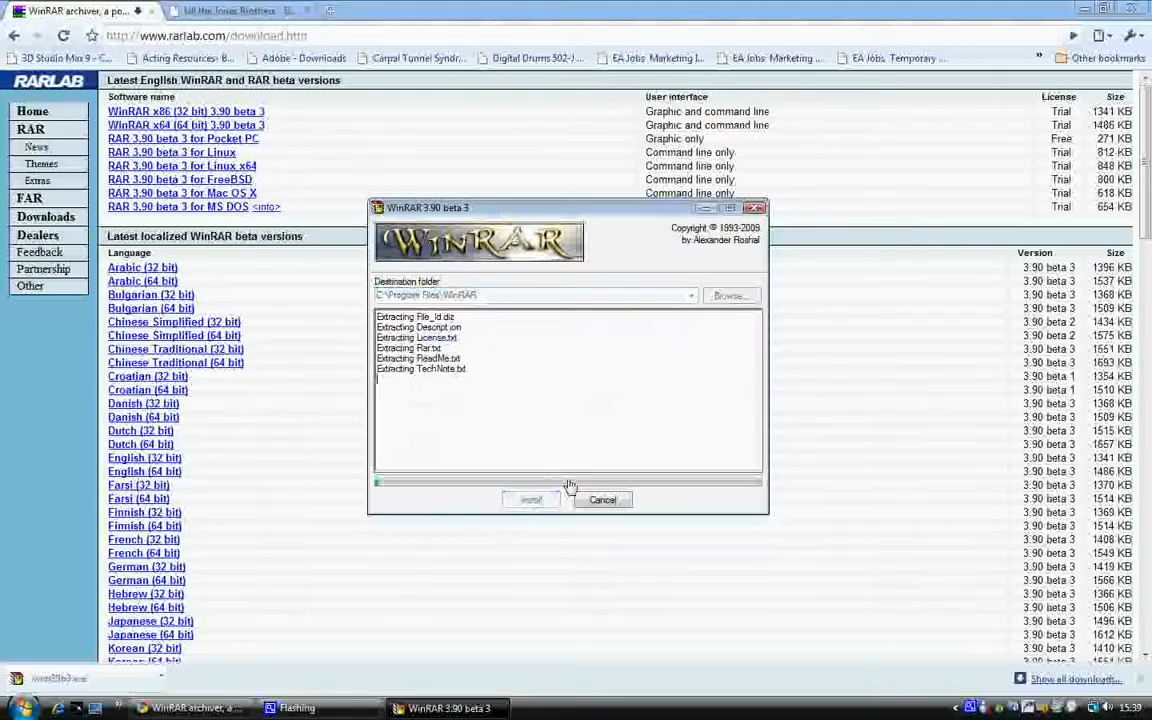 WinRAR archiver, a po...
http://www.rarlab.com/download.htm
3D Studio Max 9 - C...
Acting Resources- B...
Adobe - Downloads
Carpal Tunnel Syndr...
Digital Drums 502-J...
EA Jobs: Marketing I...
EA Jobs: Marketing ...
EA Jobs, Temporary ...
»
Other bookmarks
RARLAB
Home
RAR
News
Themes
Extras
FAR
Downloads
Dealers
Feedback
Partnership
Other
Latest English WinRAR and RAR beta versions
Software name User interface License Size
WinRAR x86 (32 bit) 3.90 beta 3 Graphic and command line Trial 1341 KB
WinRAR x64 (64 bit) 3.90 beta 3 Graphic and command line Trial 1486 KB
RAR 3.90 beta 3 for Pocket PC Graphic only Free 271 KB
RAR 3.90 beta 3 for Linux Command line only Trial 812 KB
RAR 3.90 beta 3 for Linux x64 Command line only Trial 848 KB
RAR 3.90 beta 3 for FreeBSD Command line only Trial 800 KB
RAR 3.90 beta 3 for Mac OS X Command line only Trial 618 KB
RAR 3.90 beta 3 for MS DOS <info> Trial 654 KB
Latest localized WinRAR beta versions
Language Version Size
Arabic (32 bit) 3.90 beta 3 1396 KB
Arabic (64 bit) 3.90 beta 3 1537 KB
Bulgarian (32 bit) 3.90 beta 3 1368 KB
Bulgarian (64 bit) 3.90 beta 3 1509 KB
Chinese Simplified (32 bit) 3.90 beta 2 1434 KB
Chinese Simplified (64 bit) 3.90 beta 2 1575 KB
Chinese Traditional (32 bit) 3.90 beta 3 1551 KB
Chinese Traditional (64 bit) 3.90 beta 3 1693 KB
Croatian (32 bit) 3.90 beta 1 1354 KB
Croatian (64 bit) 3.90 beta 1 1510 KB
Danish (32 bit) 3.90 beta 3 1368 KB
Danish (64 bit) 3.90 beta 3 1509 KB
Dutch (32 bit) 3.90 beta 3 1515 KB
Dutch (64 bit) 3.90 beta 3 1657 KB
English (32 bit) 3.90 beta 3 1341 KB
English (64 bit) 3.90 beta 3 1486 KB
Farsi (32 bit) 3.90 beta 3 1370 KB
Farsi (64 bit) 3.90 beta 3 1514 KB
Finnish (32 bit) 3.90 beta 3 1369 KB
Finnish (64 bit) 3.90 beta 3 1514 KB
French (32 bit) 3.90 beta 3 1408 KB
French (64 bit) 3.90 beta 3 1549 KB
German (32 bit) 3.90 beta 3 1419 KB
German (64 bit) 3.90 beta 3 1566 KB
Hebrew (32 bit) 3.90 beta 3 1366 KB
Hebrew (64 bit) 3.90 beta 3 1506 KB
Japanese (32 bit) 3.90 beta 3 1496 KB
Japanese (64 bit) 3.90 beta 3 1612 KB
Korean (32 bit) 3.90 beta 3 1410 KB
WinRAR 3.90 beta 3
WinRAR
Copyright © 1993-2009
by Alexander Roshal
Destination folder
C:\Program Files\WinRAR
Browse...
Extracting File_Id.diz
Extracting Descript.ion
Extracting License.txt
Extracting Rar.txt
Extracting ReadMe.txt
Extracting TechNote.txt
Install
Cancel
Show all downloads...
WinRAR archiver, a ...
Flashing
WinRAR 3.90 beta 3
15:39